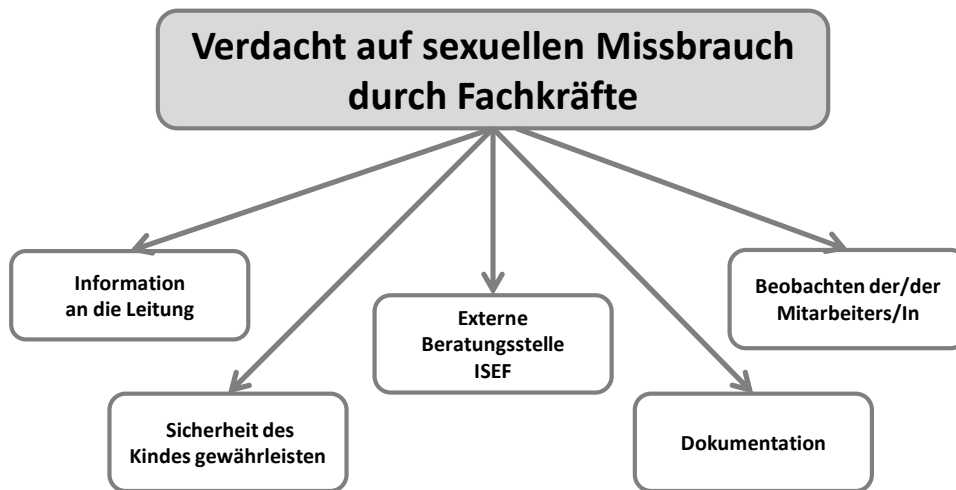 Verdacht auf sexuellen Missbrauch
durch Fachkräfte
Information
an die Leitung
Sicherheit des
Kindes gewährleisten
Externe
Beratungsstelle
ISEF
Dokumentation
Beobachten der/der
Mitarbeiters/In